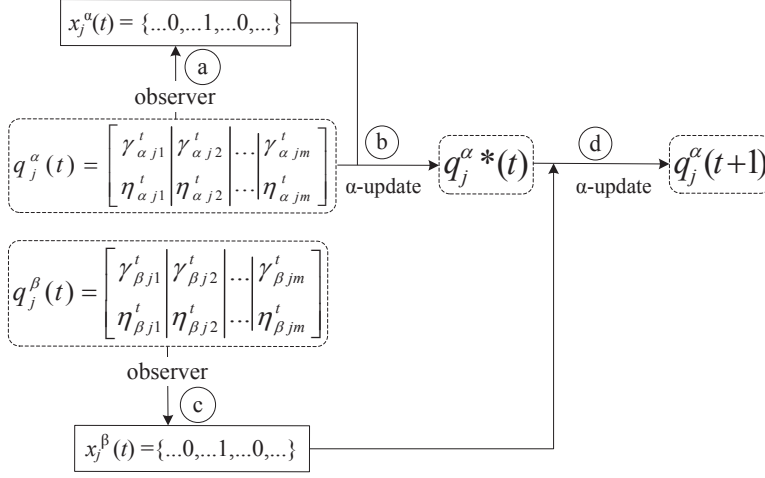 x_j^α(t) = {...0,...1,...0,...}
a
observer
q_j^α(t) = [γ^t_αj1 | γ^t_αj2 | ... | γ^t_αjm
η^t_αj1 | η^t_αj2 | ... | η^t_αjm]
b
α-update
q_j^α*(t)
d
α-update
q_j^α(t+1)
q_j^β(t) = [γ^t_βj1 | γ^t_βj2 | ... | γ^t_βjm
η^t_βj1 | η^t_βj2 | ... | η^t_βjm]
observer
c
x_j^β(t) ={...0,...1,...0,...}